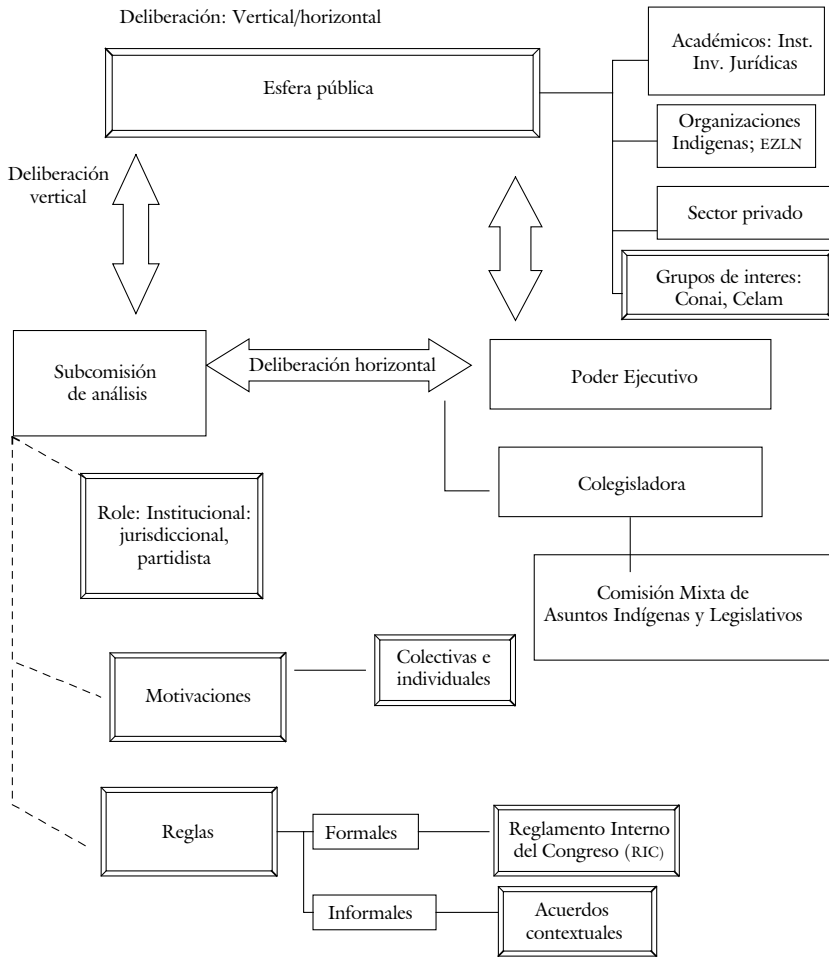 Deliberación: Vertical/horizontal
Esfera pública
Académicos: Inst.
Inv. Jurídicas
Organizaciones
Indigenas; EZLN
Sector privado
Grupos de interes:
Conai, Celam
Deliberación
vertical
Subcomisión
de análisis
Deliberación horizontal
Poder Ejecutivo
Colegisladora
Comisión Mixta de
Asuntos Indígenas y Legislativos
Role: Institucional:
jurisdiccional,
partidista
Motivaciones
Colectivas e
individuales
Reglas
Formales
Reglamento Interno
del Congreso (RIC)
Informales
Acuerdos
contextuales